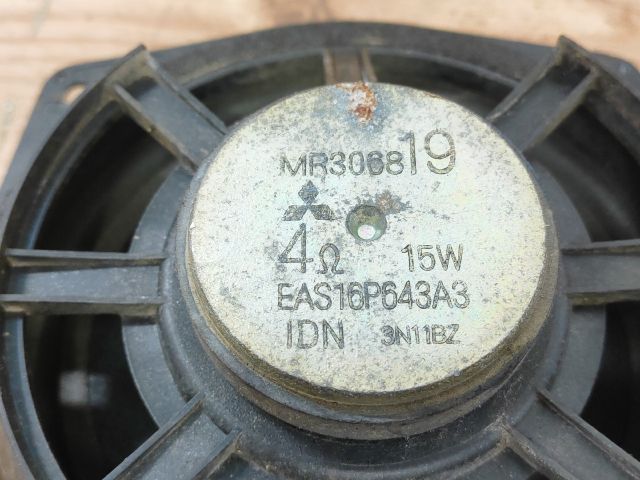 MR306819
4Ω 15W
EAS16P643A3
IDN 3N11BZ